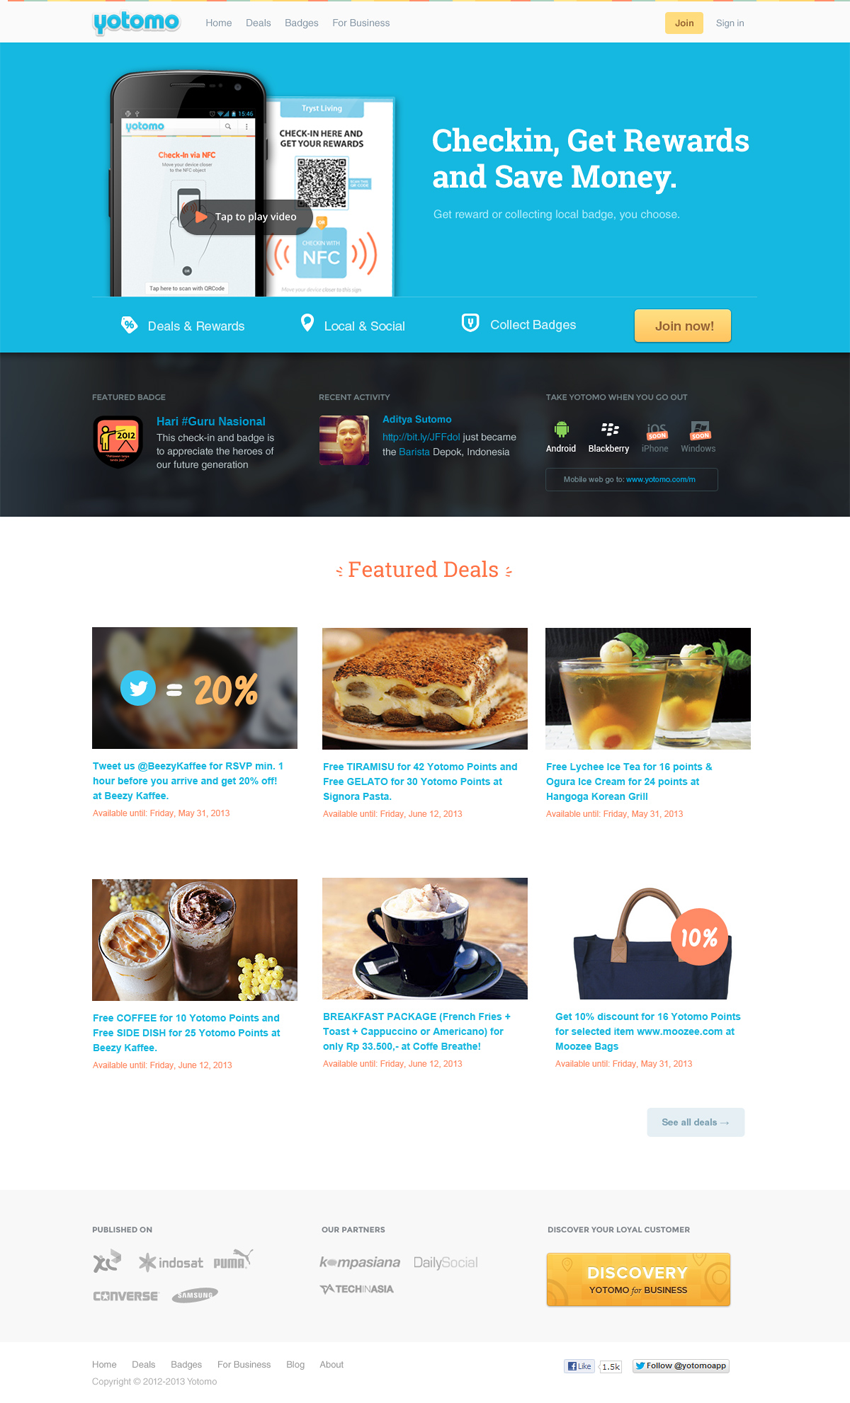 yotomo
Home Deals Badges For Business
Join Sign in
15:46
yotomo
Check-In via NFC
Move your device closer
to the NFC object
OR
Tap here to scan with QRCode
Tryst Living
CHECK-IN HERE AND
GET YOUR REWARDS
OR
CHECKIN WITH
NFC
Move your device close to this sign.
Tap to play video
Checkin, Get Rewards
and Save Money.
Get reward or collecting local badge, you choose.
% Deals & Rewards
Local & Social
Collect Badges
Join now!
FEATURED BADGE
2012
Hari #Guru Nasional
This check-in and badge is
to appreciate the heroes of
our future generation
RECENT ACTIVITY
Aditya Sutomo
http://bit.ly/JFFdol just became
the Barista Depok, Indonesia
TAKE YOTOMO WHEN YOU GO OUT
iOS
SOON SOON
Android Blackberry iPhone Windows
Mobile web go to: www.yotomo.com/m
Featured Deals
= 20%
Tweet us @BeezyKaffee for RSVP min. 1
hour before you arrive and get 20% off!
at Beezy Kaffee.
Available until: Friday, May 31, 2013
Free TIRAMISU for 42 Yotomo Points and
Free GELATO for 30 Yotomo Points at
Signora Pasta.
Available until: Friday, June 12, 2013
Free Lychee Ice Tea for 16 points &
Ogura Ice Cream for 24 points at
Hangoga Korean Grill
Available until: Friday, May 31, 2013
Free COFFEE for 10 Yotomo Points and
Free SIDE DISH for 25 Yotomo Points at
Beezy Kaffee.
Available until: Friday, June 12, 2013
BREAKFAST PACKAGE (French Fries +
Toast + Cappuccino or Americano) for
only Rp 33.500,- at Coffe Breathe!
Available until: Friday, June 12, 2013
10%
Get 10% discount for 16 Yotomo Points
for selected item www.moozee.com at
Moozee Bags
Available until: Friday, May 31, 2013
See all deals →
PUBLISHED ON
XL indosat PUMA
CONVERSE SAMSUNG
OUR PARTNERS
kompasiana DailySocial
TECHINASIA
DISCOVER YOUR LOYAL CUSTOMER
DISCOVERY
YOTOMO for BUSINESS
Home Deals Badges For Business Blog About
Like 1.5k Follow @yotomoapp
Copyright © 2012-2013 Yotomo